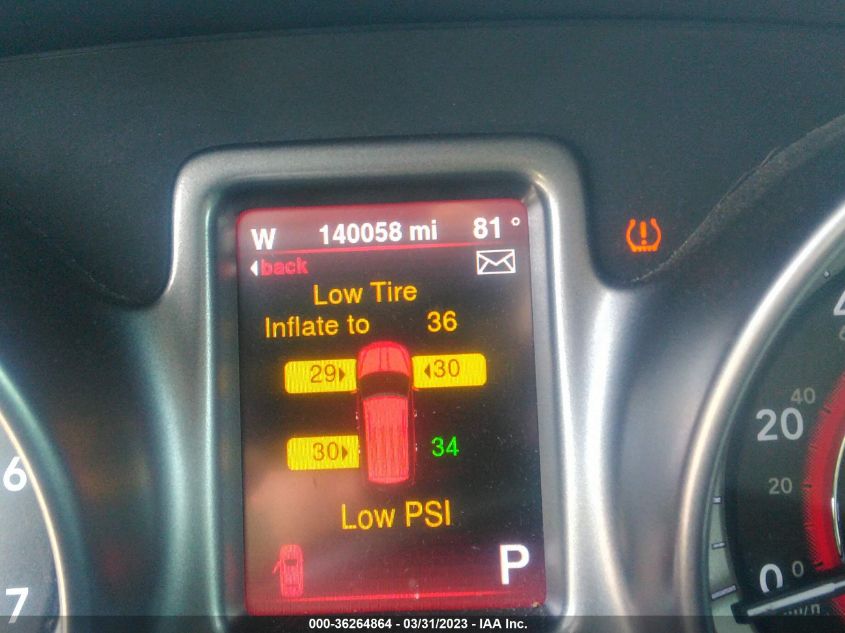 W 140058 mi 81°
back
Low Tire
Inflate to 36
29 30
30 34
Low PSI
P
6
7
40
20
20
0 0
000-36264864 - 03/31/2023 - IAA Inc.